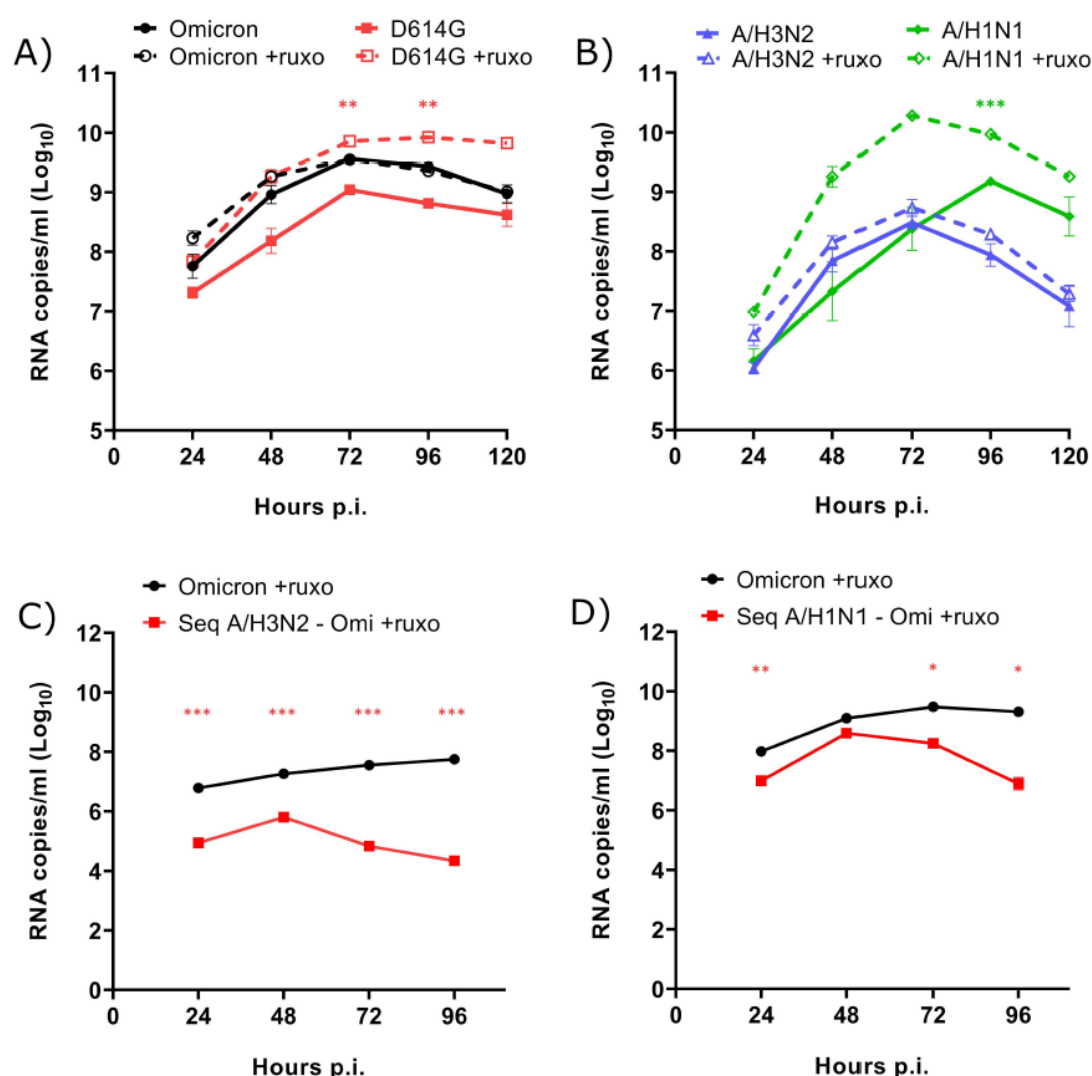 A)
Omicron
D614G
Omicron +ruxo
D614G +ruxo
11
10
9
8
7
6
5
** **
RNA copies/ml (Log10)
0 24 48 72 96 120
Hours p.i.
B)
A/H3N2
A/H1N1
A/H3N2 +ruxo
A/H1N1 +ruxo
11
10
9
8
7
6
5
***
RNA copies/ml (Log10)
0 24 48 72 96 120
Hours p.i.
C)
Omicron +ruxo
Seq A/H3N2 - Omi +ruxo
12
10
8
6
4
2
0
*** *** *** ***
RNA copies/ml (Log10)
0 24 48 72 96
Hours p.i.
D)
Omicron +ruxo
Seq A/H1N1 - Omi +ruxo
12
10
8
6
4
2
0
** * *
RNA copies/ml (Log10)
0 24 48 72 96
Hours p.i.